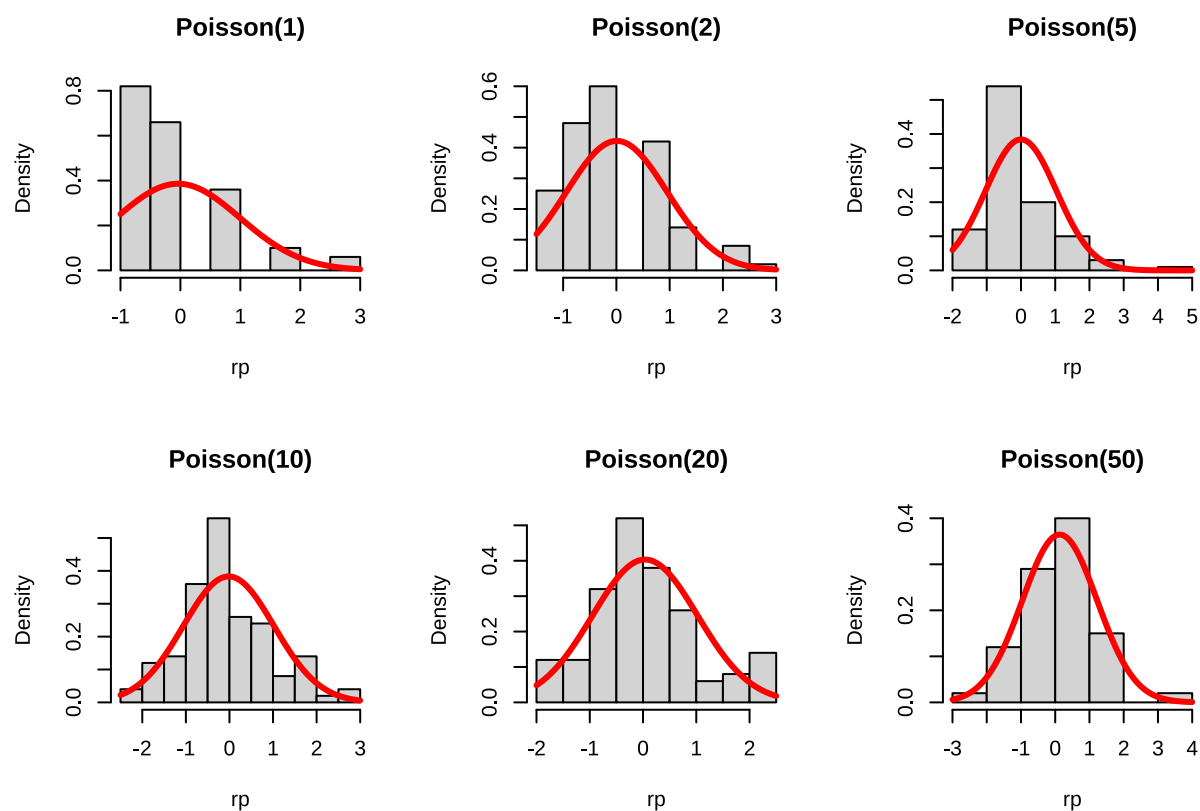 Poisson(1)
Density
0.0 0.4 0.8
-1 0 1 2 3
rp
Poisson(2)
Density
0.0 0.2 0.4 0.6
-1 0 1 2 3
rp
Poisson(5)
Density
0.0 0.2 0.4
-2 0 1 2 3 4 5
rp
Poisson(10)
Density
0.0 0.2 0.4
-2 -1 0 1 2 3
rp
Poisson(20)
Density
0.0 0.2 0.4
-2 -1 0 1 2
rp
Poisson(50)
Density
0.0 0.2 0.4
-3 -1 0 1 2 3 4
rp